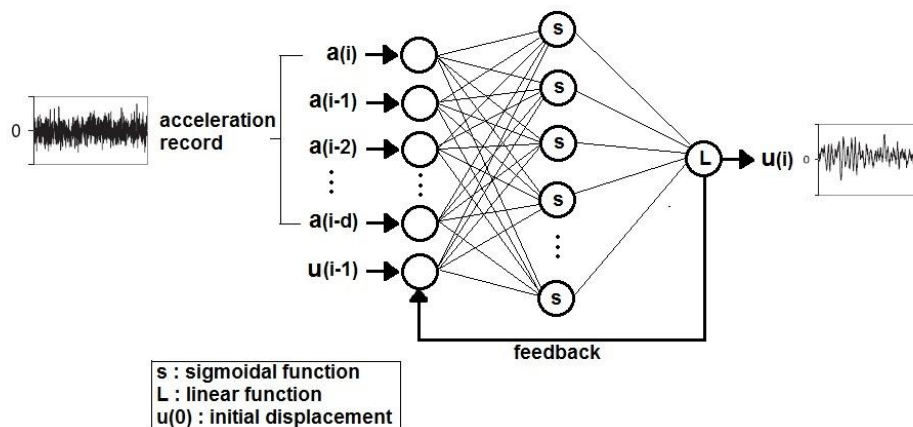 a(i)
a(i-1)
a(i-2)
a(i-d)
u(i-1)
0
acceleration
record
s
s
s
s
s
L
u(i)
0
feedback
s : sigmoidal function
L : linear function
u(0) : initial displacement